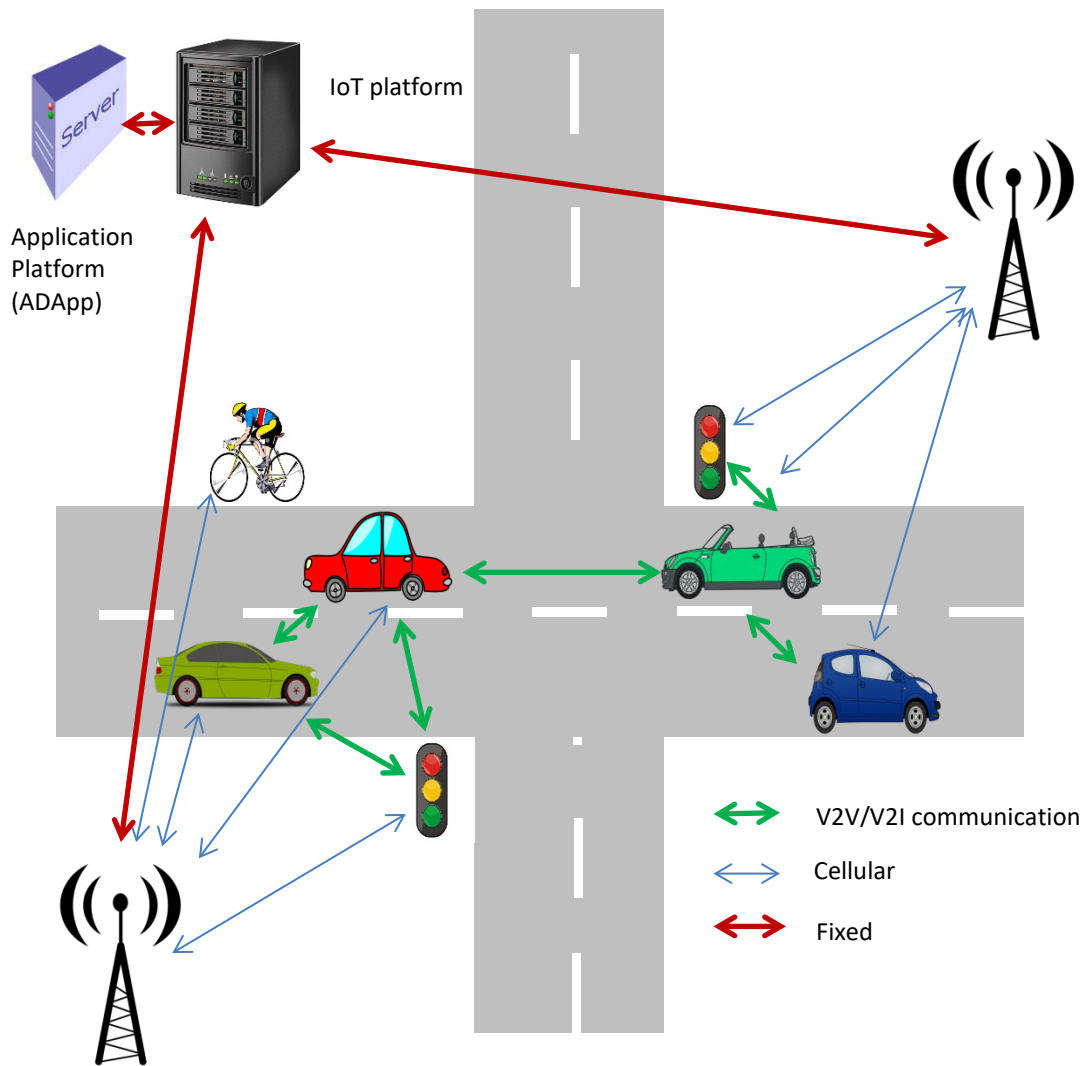 IoT platform
Server
Application
Platform
(ADApp)
V2V/V2I communication
Cellular
Fixed